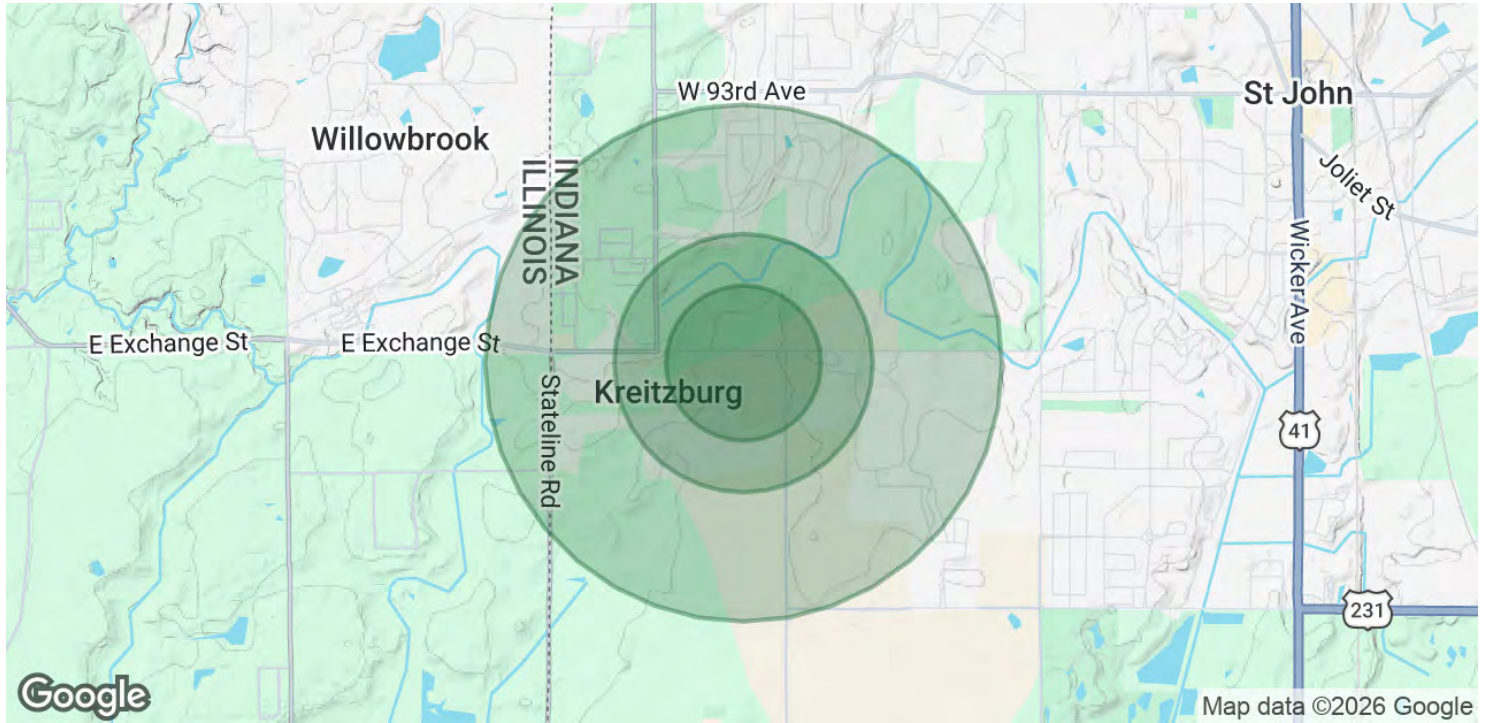 W 93rd Ave
St John
Willowbrook
Joliet St
INDIANA
ILLINOIS
Wicker Ave
E Exchange St
E Exchange St
Stateline Rd
Kreitzburg
41
231
Google
Map data ©2026 Google